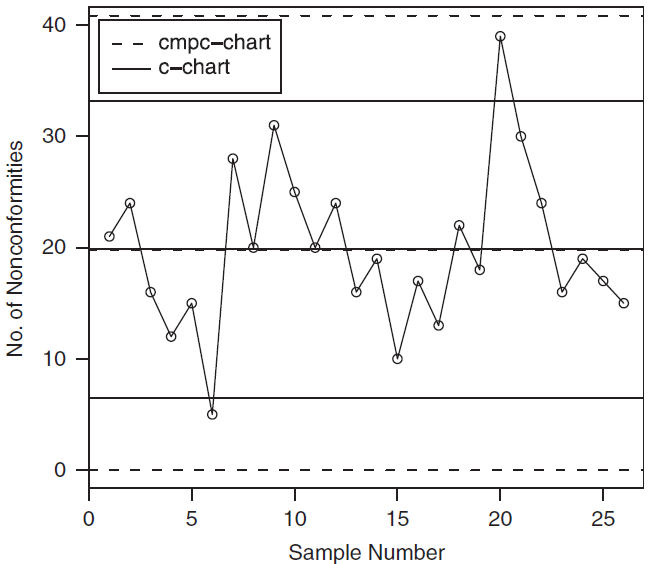 cmpc–chart
c–chart
No. of Nonconformities
40
30
20
10
0
0 5 10 15 20 25
Sample Number